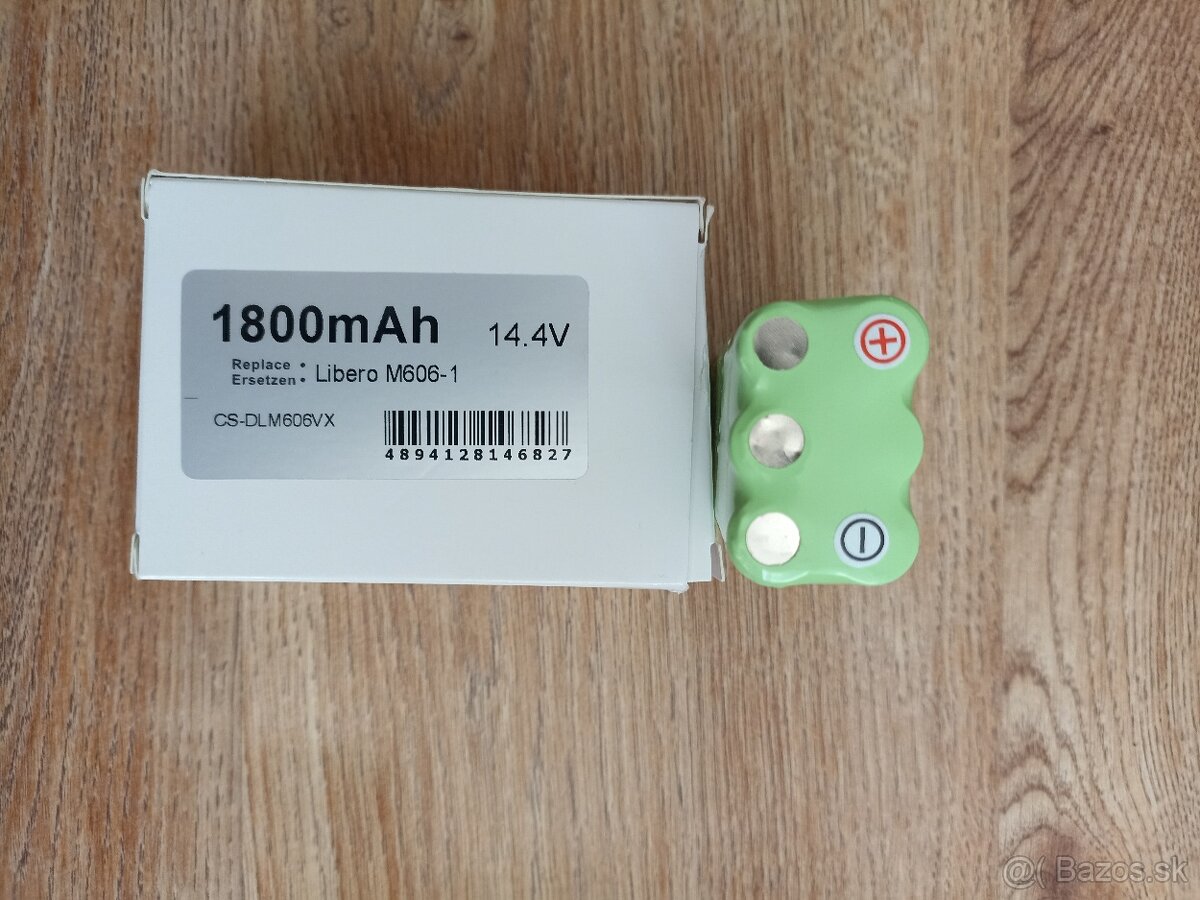 1800mAh 14.4V
Replace •
Ersetzen • Libero M606-1
CS-DLM606VX
4894128146827
+
−
@( Bazos.sk